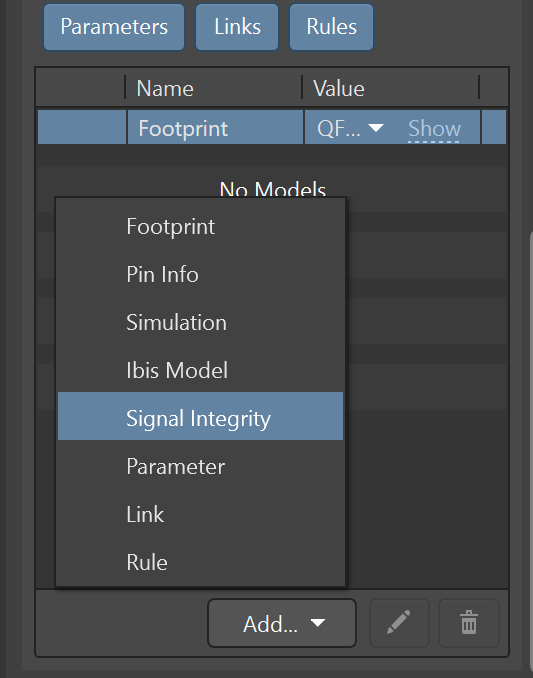 Parameters Links Rules
Name Value
Footprint QF... Show
No Models
Footprint
Pin Info
Simulation
Ibis Model
Signal Integrity
Parameter
Link
Rule
Add...